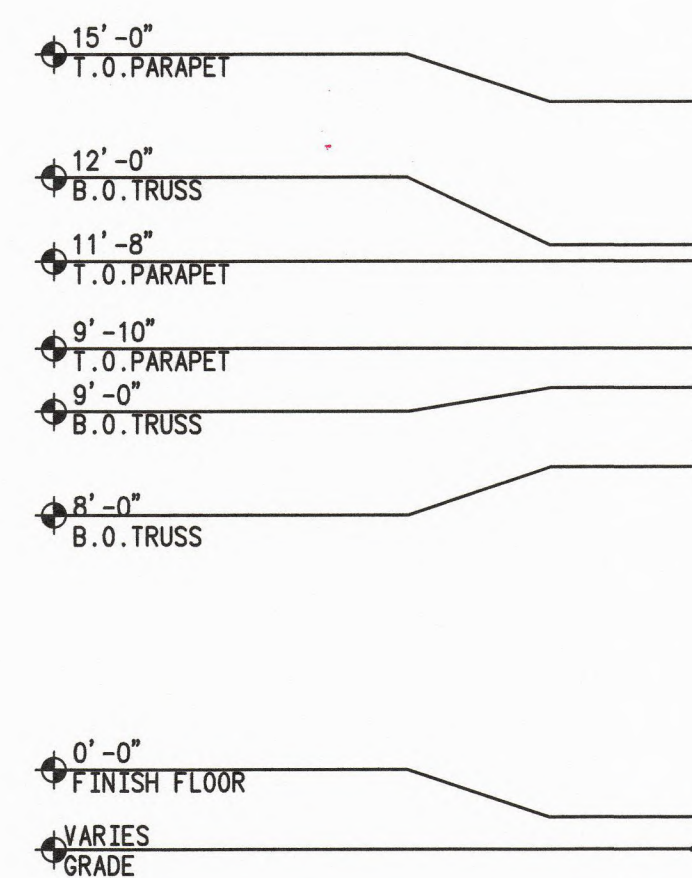 15'-0"
T.O.PARAPET
12'-0"
B.O.TRUSS
11'-8"
T.O.PARAPET
9'-10"
T.O.PARAPET
9'-0"
B.O.TRUSS
8'-0"
B.O.TRUSS
0'-0"
FINISH FLOOR
VARIES
GRADE